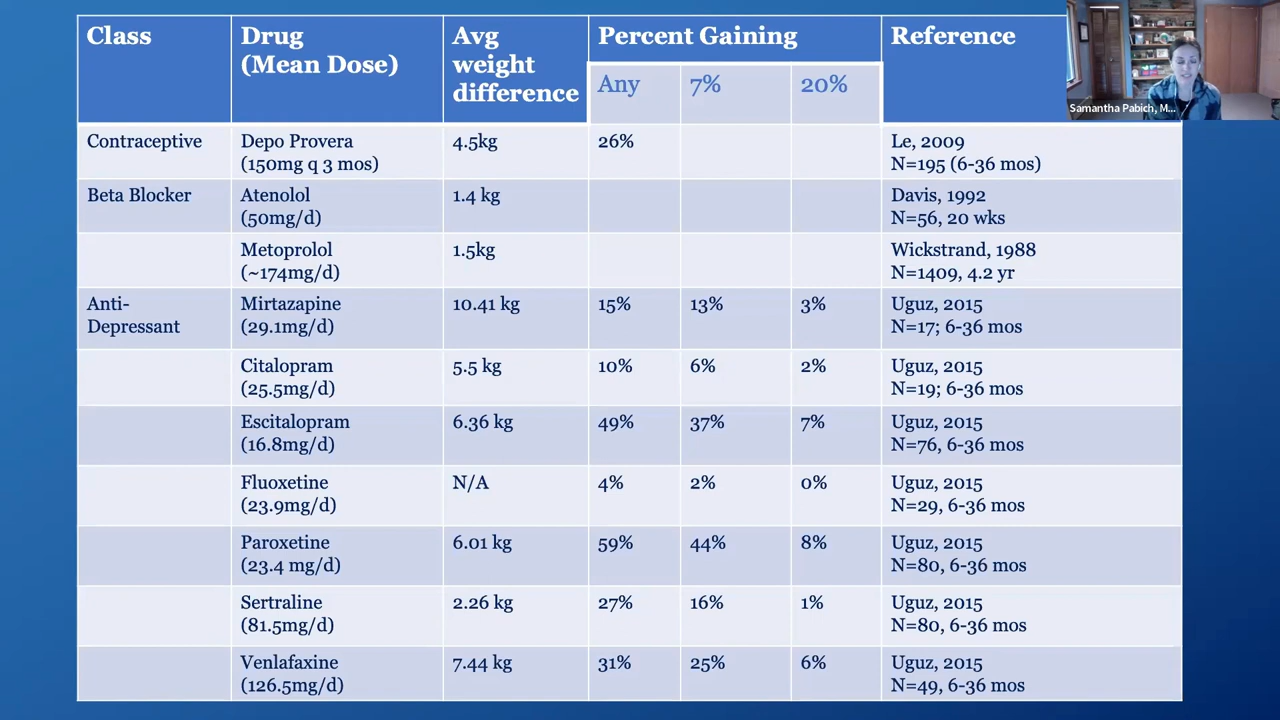 Class
Drug
(Mean Dose)
Avg
weight
difference
Percent Gaining
Reference
Any
7%
20%
Samantha Pabich, M...
Contraceptive
Depo Provera
(150mg q 3 mos)
4.5kg
26%
Le, 2009
N=195 (6-36 mos)
Beta Blocker
Atenolol
(50mg/d)
1.4 kg
Davis, 1992
N=56, 20 wks
Metoprolol
(~174mg/d)
1.5kg
Wickstrand, 1988
N=1409, 4.2 yr
Anti-
Depressant
Mirtazapine
(29.1mg/d)
10.41 kg
15%
13%
3%
Uguz, 2015
N=17; 6-36 mos
Citalopram
(25.5mg/d)
5.5 kg
10%
6%
2%
Uguz, 2015
N=19; 6-36 mos
Escitalopram
(16.8mg/d)
6.36 kg
49%
37%
7%
Uguz, 2015
N=76, 6-36 mos
Fluoxetine
(23.9mg/d)
N/A
4%
2%
0%
Uguz, 2015
N=29, 6-36 mos
Paroxetine
(23.4 mg/d)
6.01 kg
59%
44%
8%
Uguz, 2015
N=80, 6-36 mos
Sertraline
(81.5mg/d)
2.26 kg
27%
16%
1%
Uguz, 2015
N=80, 6-36 mos
Venlafaxine
(126.5mg/d)
7.44 kg
31%
25%
6%
Uguz, 2015
N=49, 6-36 mos